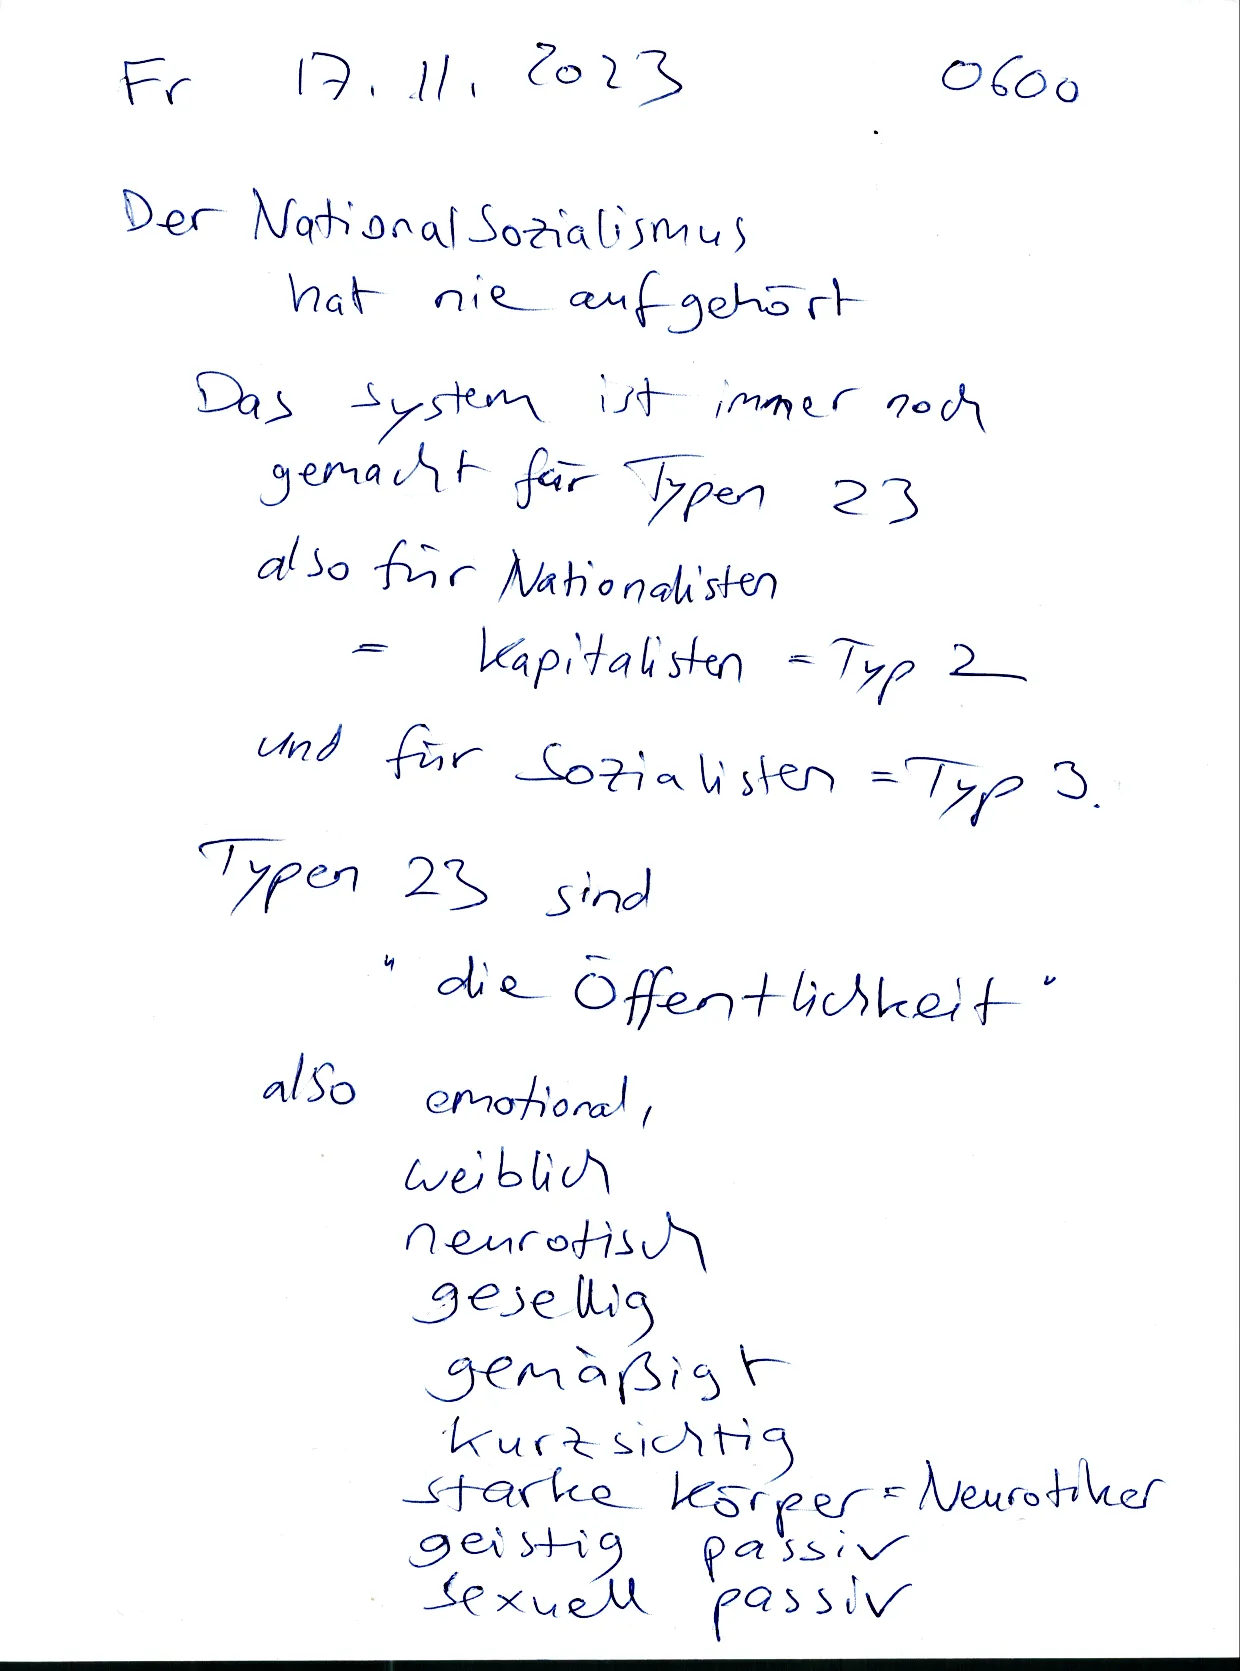 Fr 17.11.2023 0600
Der Nationalsozialismus
hat nie aufgehört
Das System ist immer noch
gemacht für Typen 23
also für Nationalisten
= Kapitalisten = Typ 2
und für Sozialisten = Typ 3.
Typen 23 sind
"die Öffentlichkeit"
also emotional,
weiblich
neurotisch
gesellig
gemäßigt
kurzsichtig
starke Körper = Neurotiker
geistig passiv
sexuell passiv